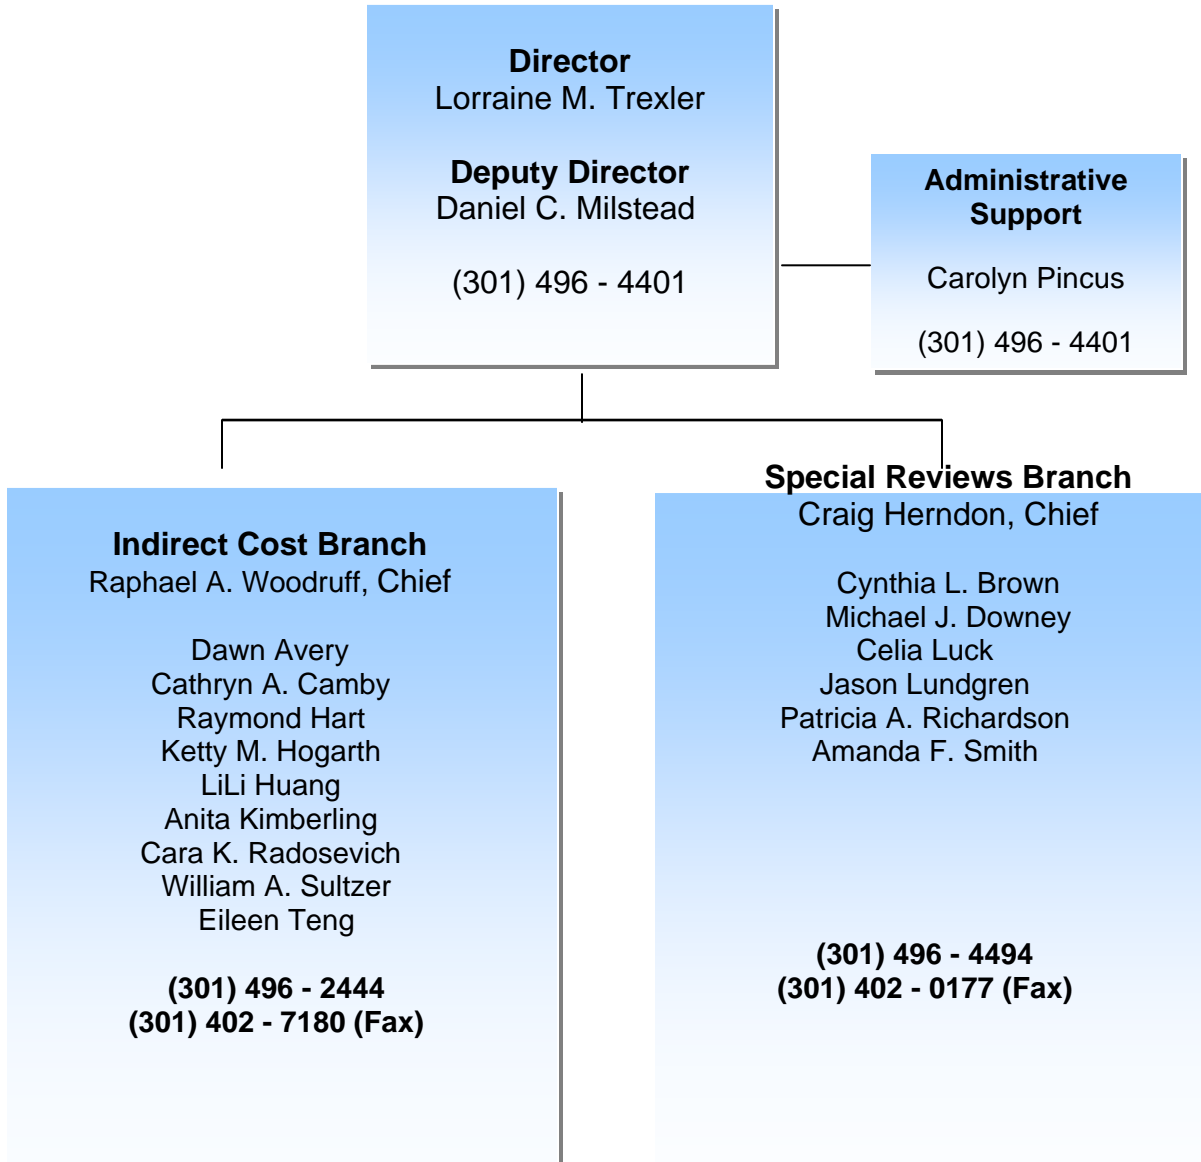 Director
Lorraine M. Trexler
Deputy Director
Daniel C. Milstead
(301) 496 - 4401
Administrative
Support
Carolyn Pincus
(301) 496 - 4401
Indirect Cost Branch
Raphael A. Woodruff, Chief
Dawn Avery
Cathryn A. Camby
Raymond Hart
Ketty M. Hogarth
LiLi Huang
Anita Kimberling
Cara K. Radosevich
William A. Sultzer
Eileen Teng
(301) 496 - 2444
(301) 402 - 7180 (Fax)
Special Reviews Branch
Craig Herndon, Chief
Cynthia L. Brown
Michael J. Downey
Celia Luck
Jason Lundgren
Patricia A. Richardson
Amanda F. Smith
(301) 496 - 4494
(301) 402 - 0177 (Fax)